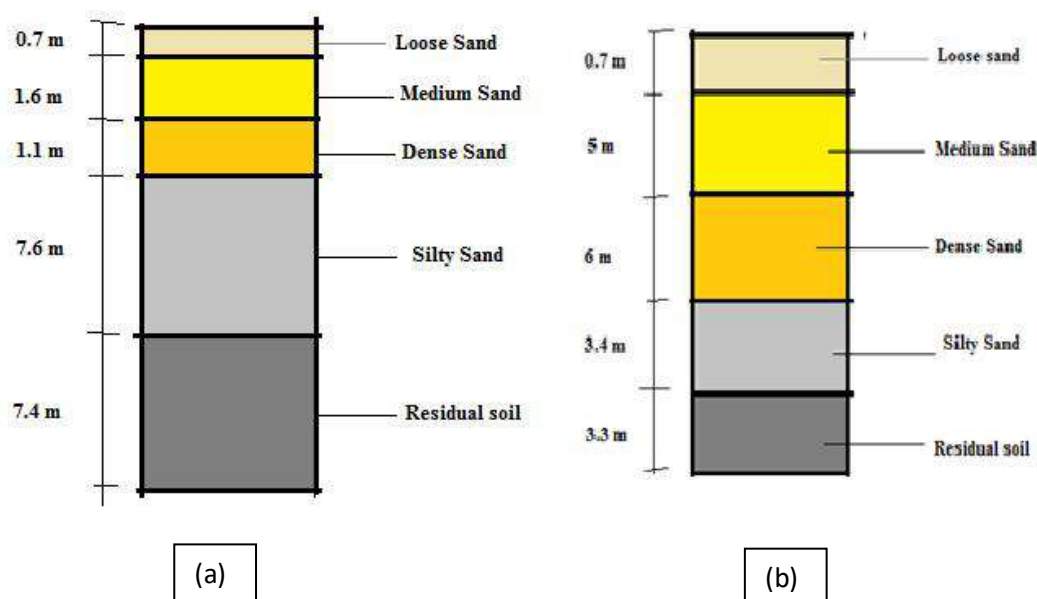 0.7 m
Loose Sand
1.6 m
Medium Sand
1.1 m
Dense Sand
7.6 m
Silty Sand
7.4 m
Residual soil
(a)
0.7 m
Loose sand
5 m
Medium Sand
6 m
Dense Sand
3.4 m
Silty Sand
3.3 m
Residual soil
(b)